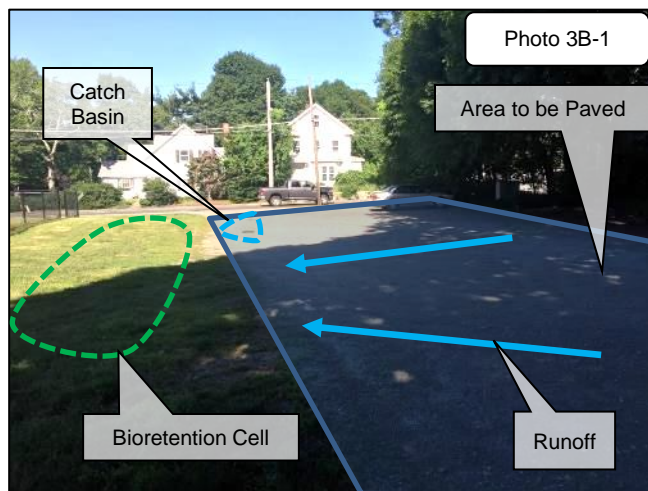 Photo 3B-1
Catch
Basin
Area to be Paved
Bioretention Cell
Runoff